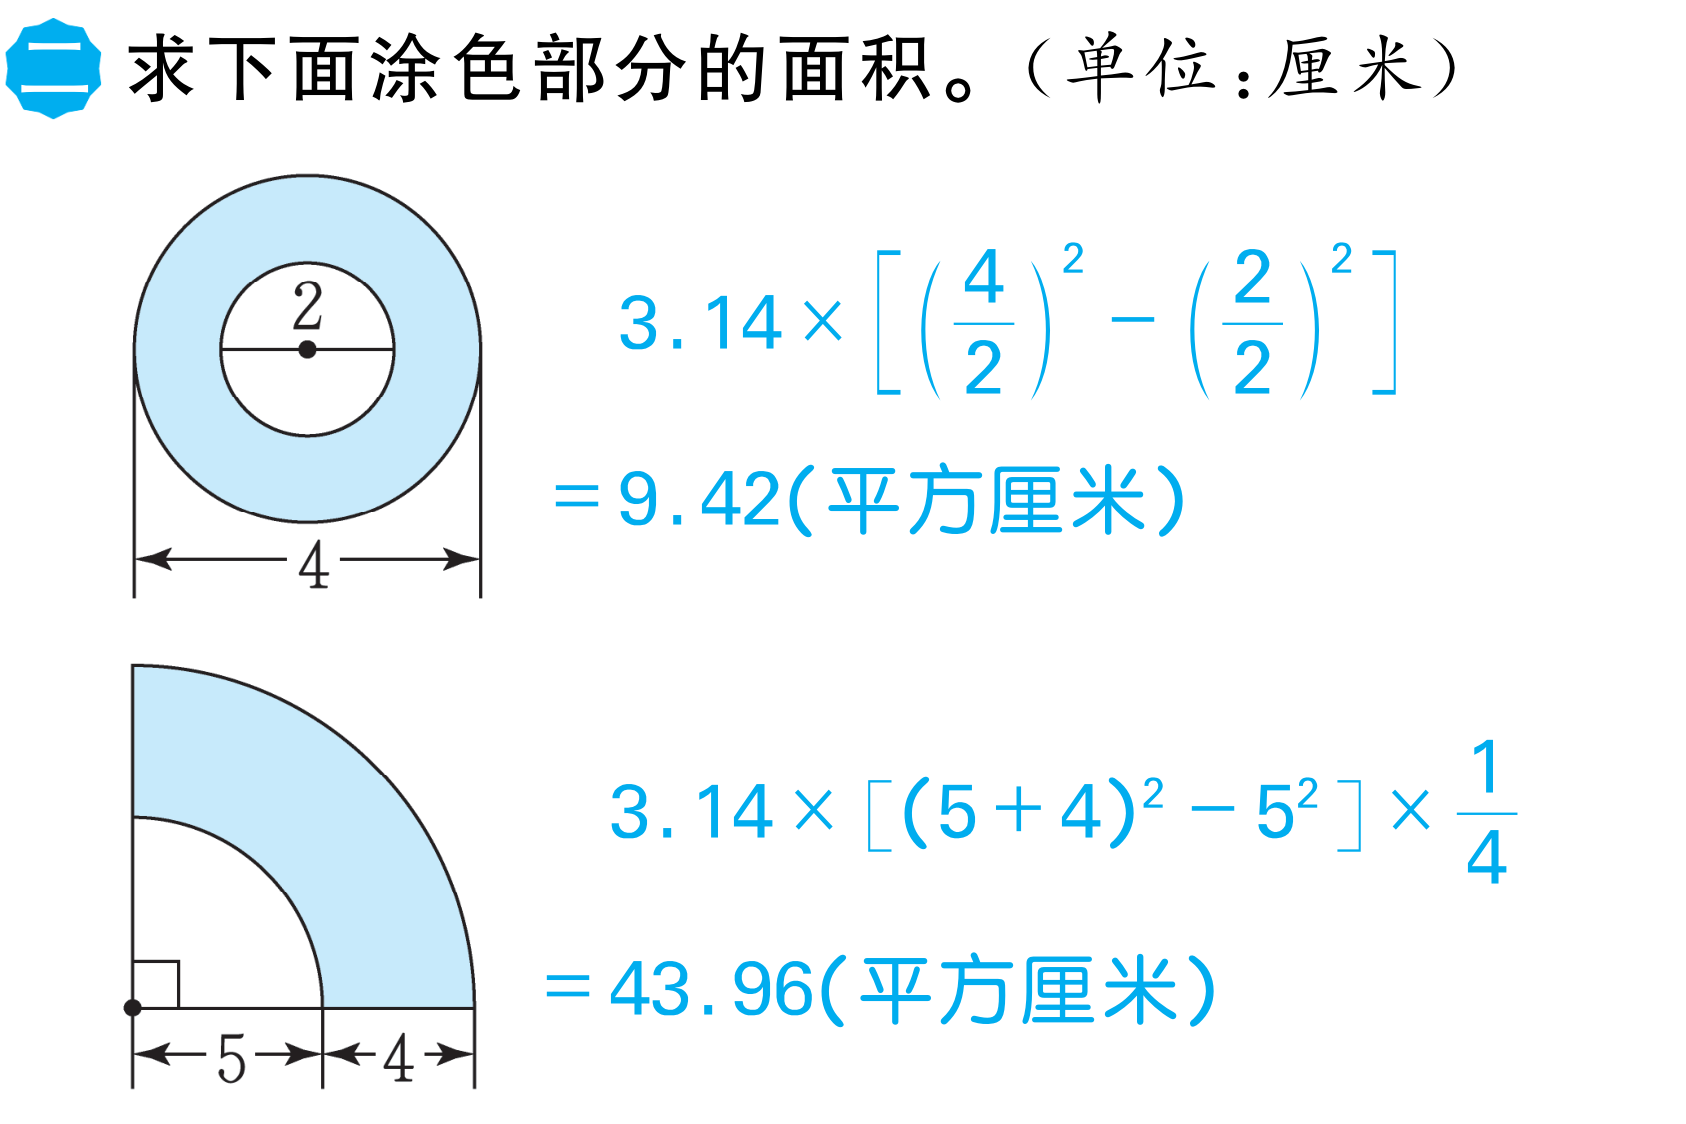 二 求下面涂色部分的面积。(单位:厘米)
2
3.14×[(4/2)²-(2/2)²]
=9.42(平方厘米)
4
3.14×[(5+4)²-5²]×1/4
=43.96(平方厘米)
5 4